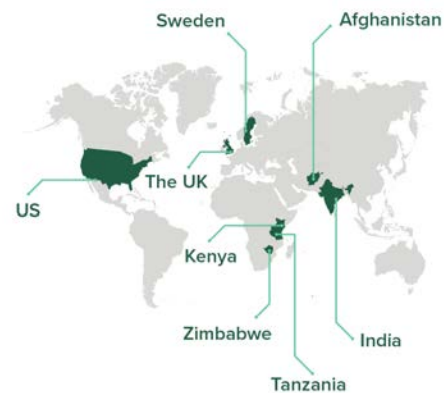 Sweden
Afghanistan
The UK
US
Kenya
Zimbabwe
India
Tanzania